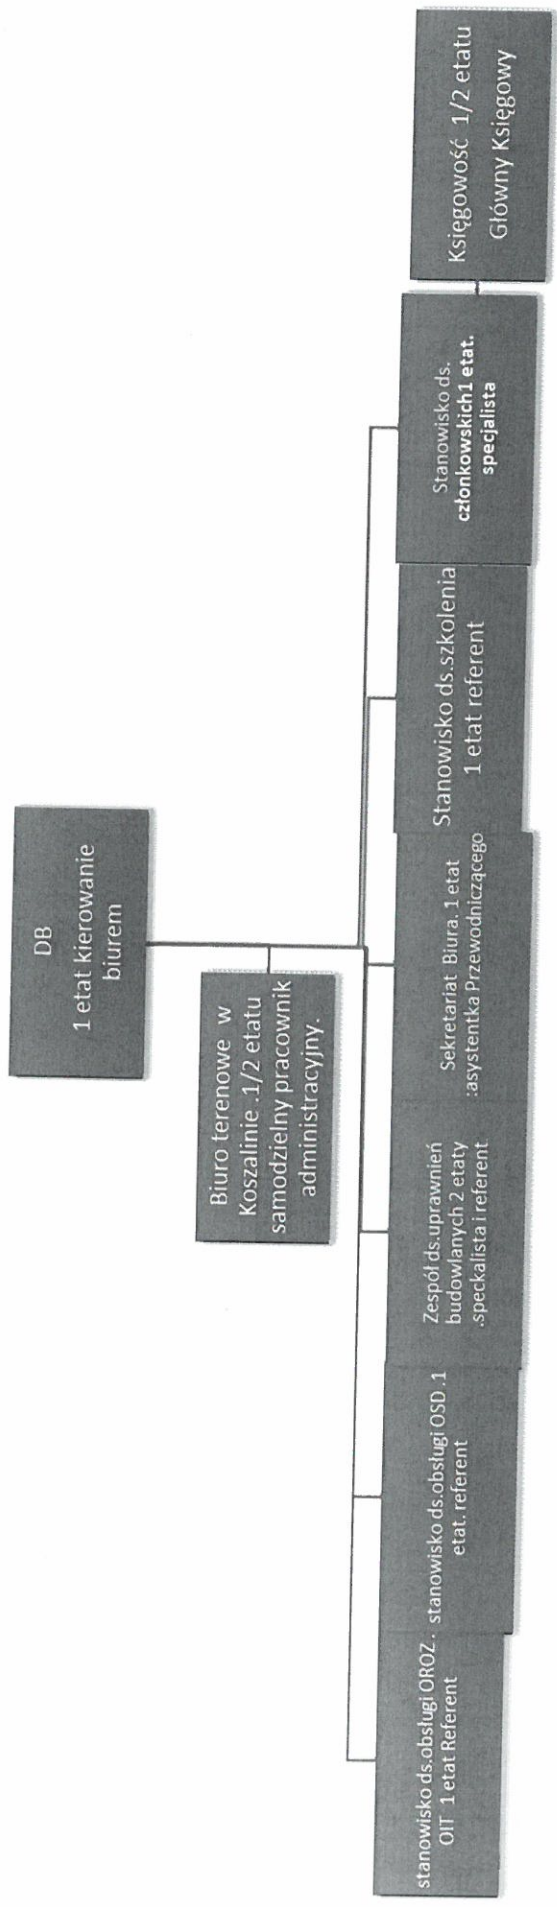 DB
1 etat kierowanie
biurem
Biuro terenowe w
Koszalinie .1/2 etatu
samodzielny pracownik
administracyjny.
stanowisko ds.obsługi OROZ .
OIT 1 etat Referent
stanowisko ds.obsługi OSD .1
etat. referent
Zespół ds.uprawnień
budowlanych 2 etaty
.speckalista i referent
Sekretariat Biura. 1 etat
:asystentka Przewodniczącego
Stanowisko ds.szkolenia
1 etat referent
Stanowisko ds.
członkowskich1 etat.
specjalista
Księgowość 1/2 etatu
Główny Księgowy